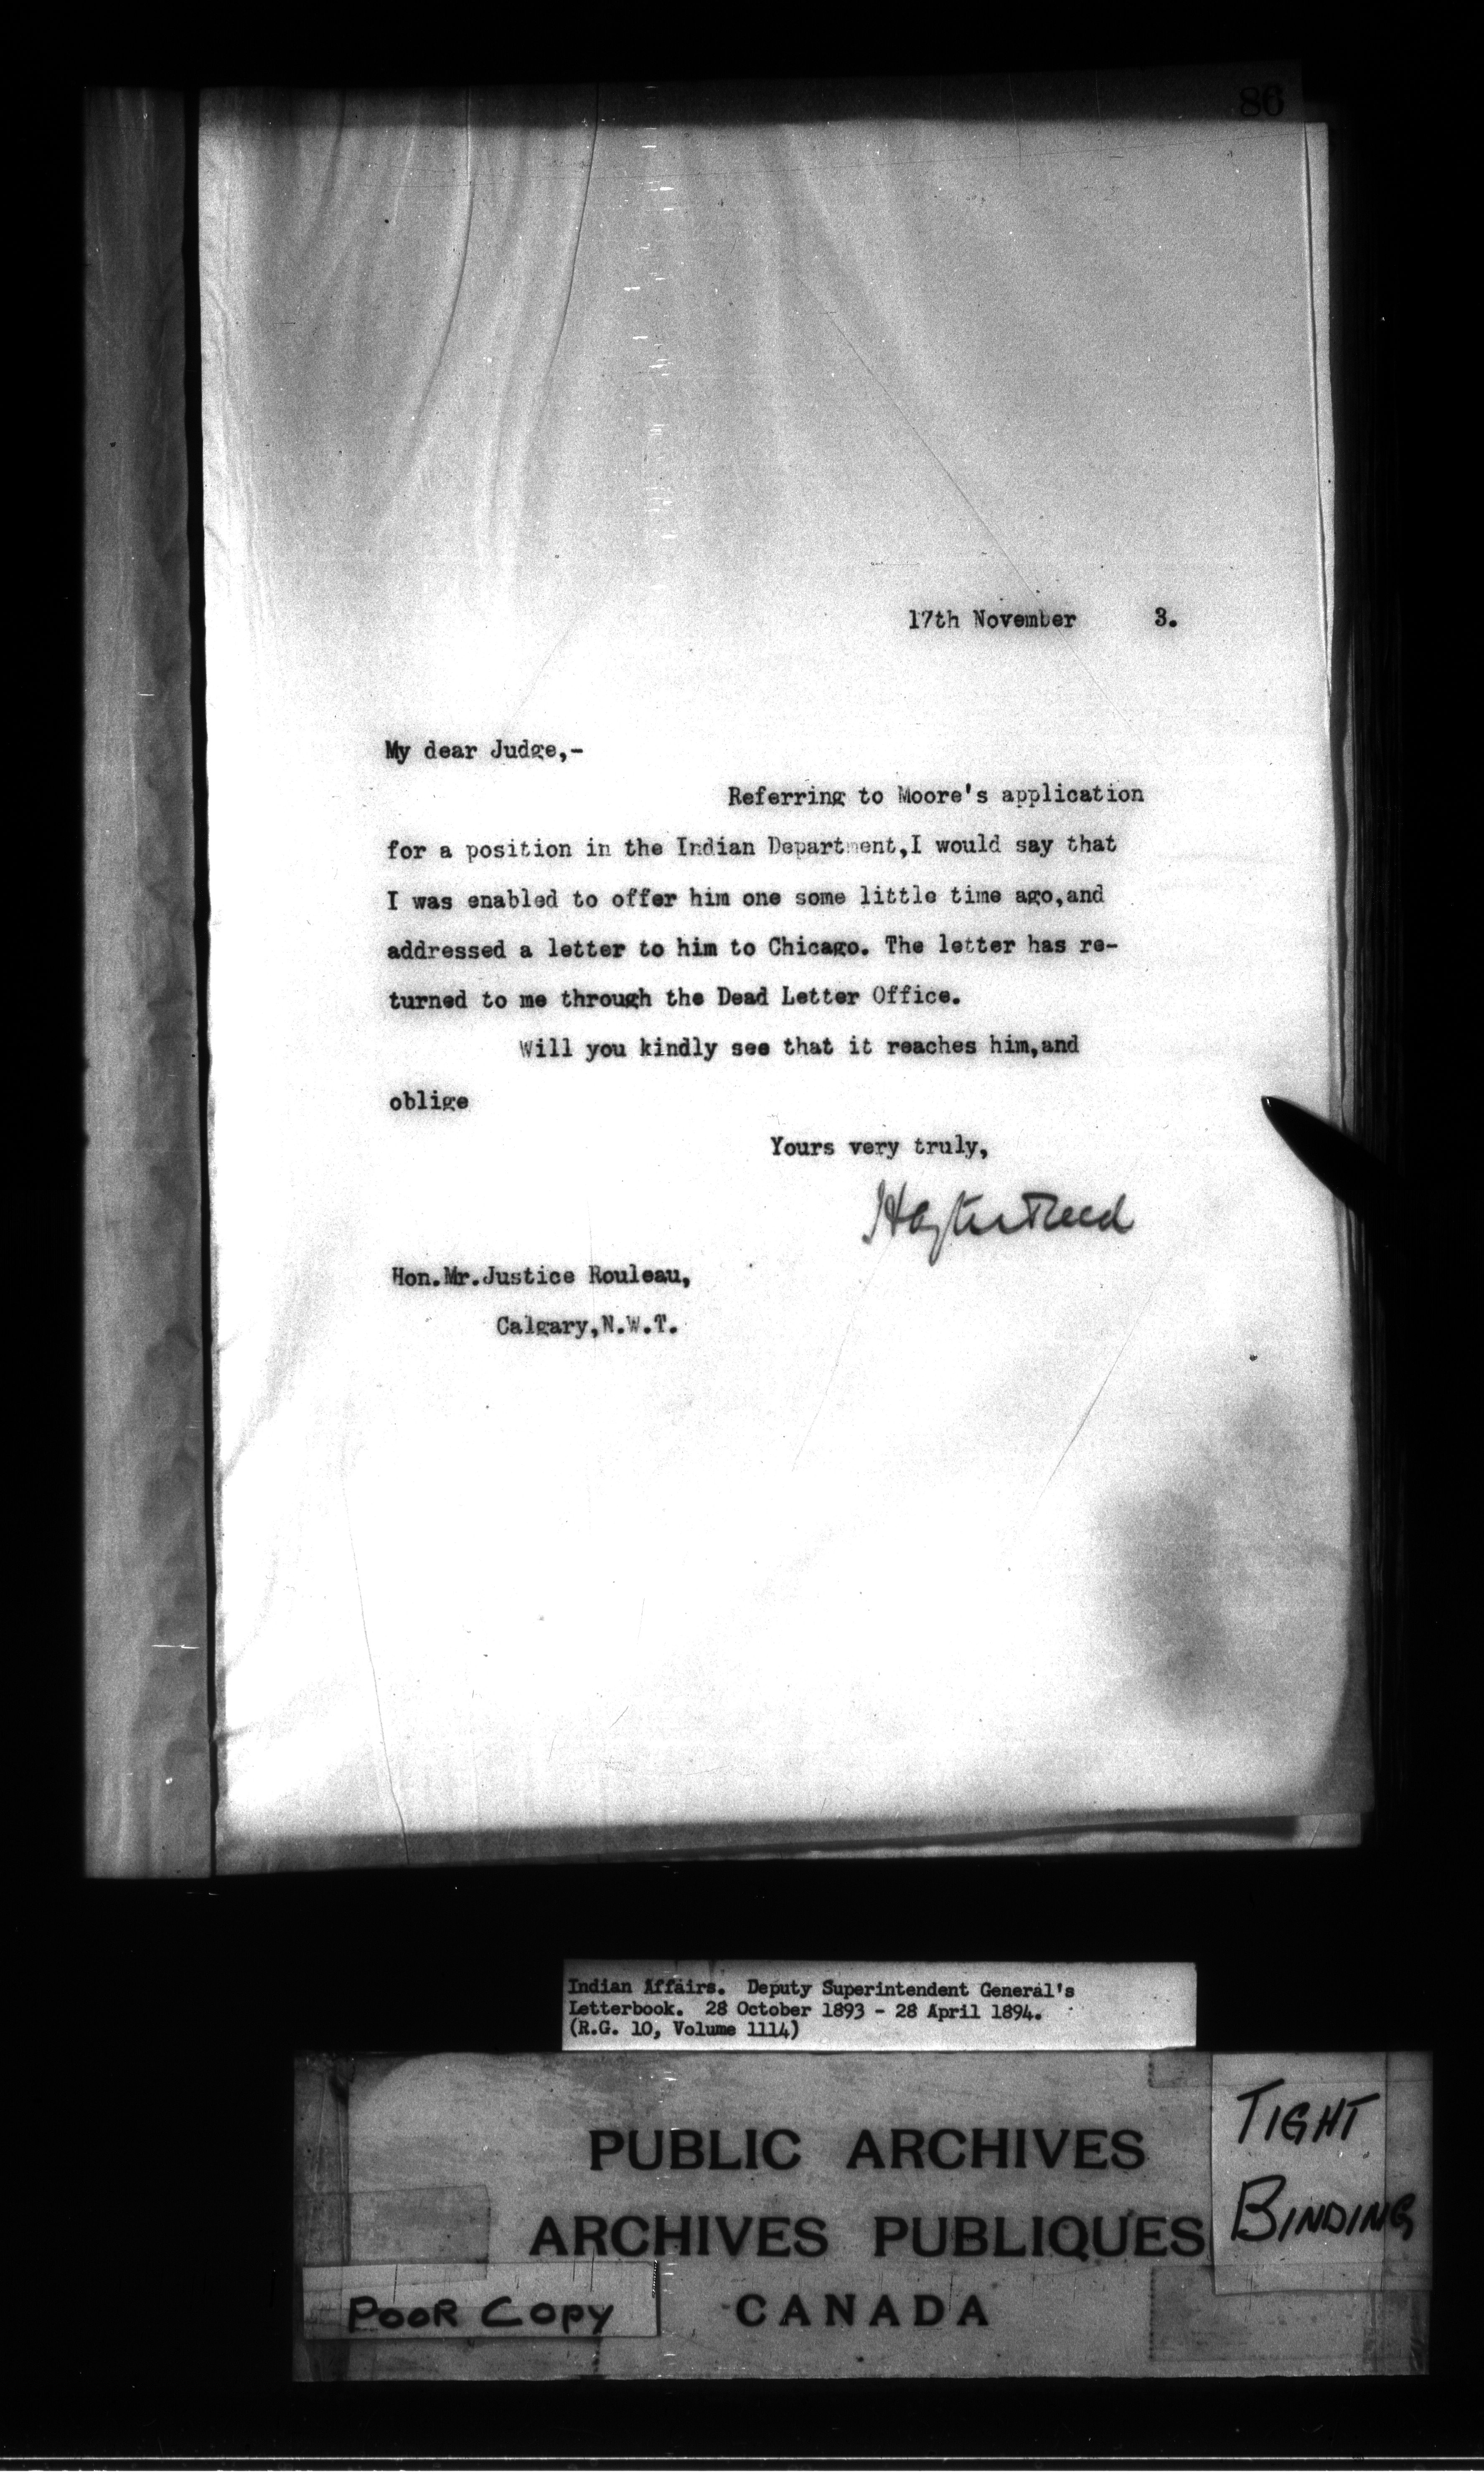 86
17th November 3.
My dear Judge,-
Referring to Moore's application
for a position in the Indian Department,I would say that
I was enabled to offer him one some little time ago,and
addressed a letter to him to Chicago. The letter has re-
turned to me through the Dead Letter Office.
Will you kindly see that it reaches him,and
oblige
Yours very truly,
Hayter Reed
Hon.Mr.Justice Rouleau,
Calgary,N.W.T.
Indian Affairs. Deputy Superintendent General's
Letterbook. 28 October 1893 - 28 April 1894.
(R.G. 10, Volume 1114)
PUBLIC ARCHIVES
ARCHIVES PUBLIQUES
CANADA
TIGHT
BINDING
POOR COPY